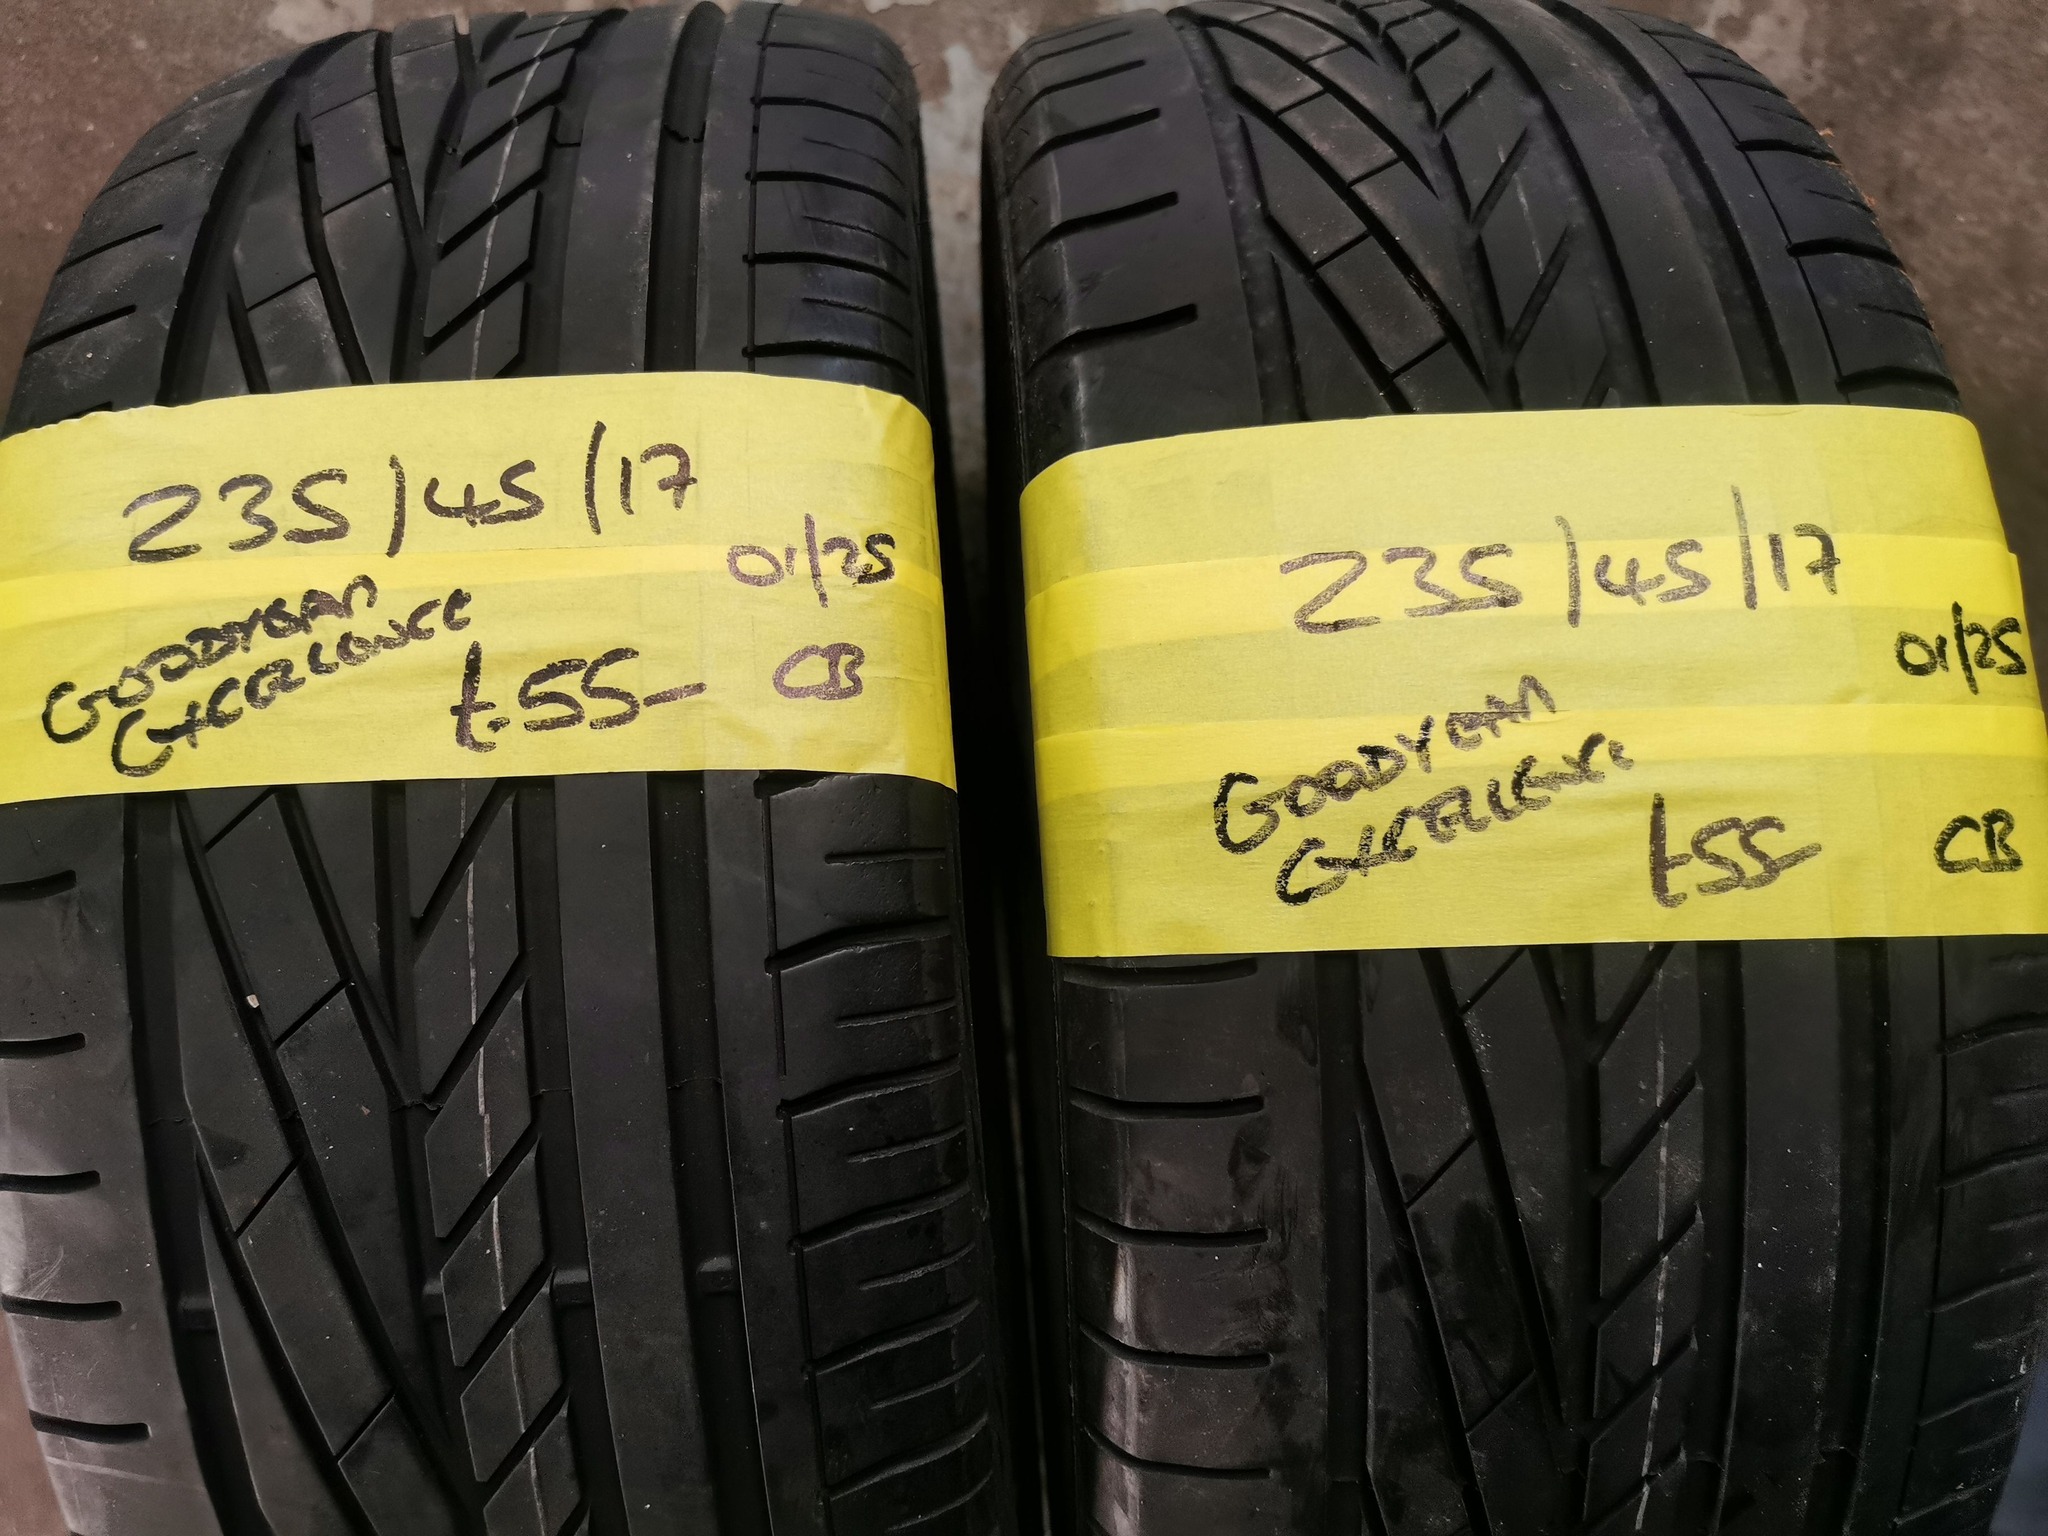 235/45/17
01/25
GOODYEAR
EXCELLENCE
£55-
CB
235/45/17
01/25
GOODYEAR
EXCELLENCE
£55-
CB